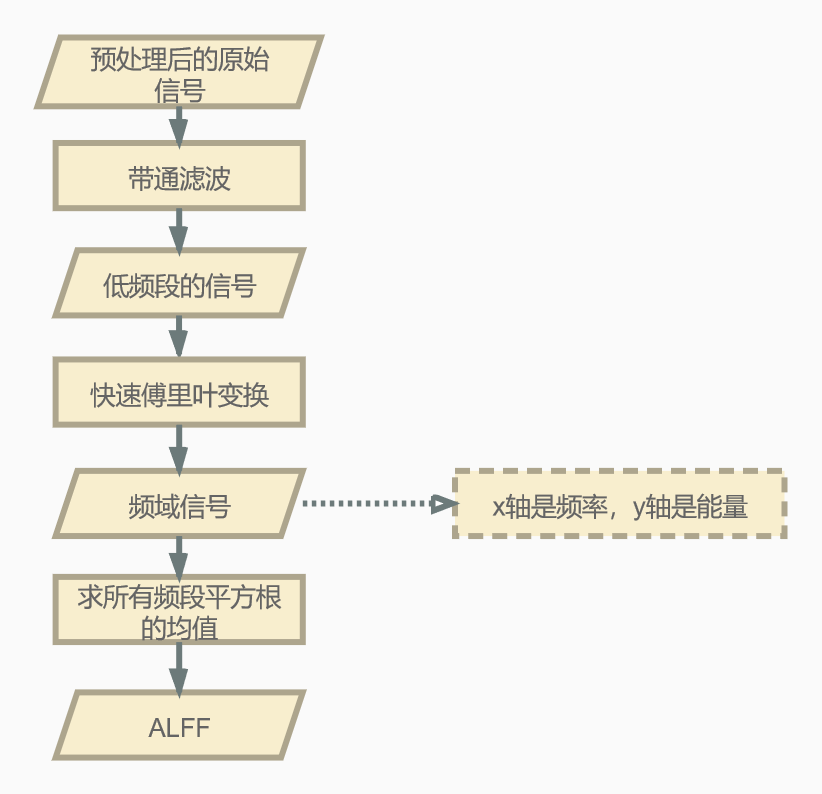 预处理后的原始
信号
带通滤波
低频段的信号
快速傅里叶变换
频域信号
x轴是频率，y轴是能量
求所有频段平方根
的均值
ALFF